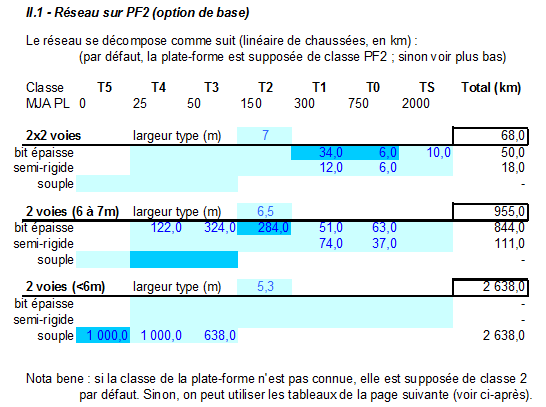 II.1 - Réseau sur PF2 (option de base)
Le réseau se décompose comme suit (linéaire de chaussées, en km) :
(par défaut, la plate-forme est supposée de classe PF2 ; sinon voir plus bas)
Classe T5 T4 T3 T2 T1 T0 TS Total (km)
MJA PL 0 25 50 150 300 750 2000
2x2 voies largeur type (m) 7 68,0
bit épaisse 34,0 6,0 10,0 50,0
semi-rigide 12,0 6,0 18,0
souple -
2 voies (6 à 7m) largeur type (m) 6,5 955,0
bit épaisse 122,0 324,0 284,0 51,0 63,0 844,0
semi-rigide 74,0 37,0 111,0
souple -
2 voies (<6m) largeur type (m) 5,3 2 638,0
bit épaisse -
semi-rigide -
souple 1 000,0 1 000,0 638,0 2 638,0
Nota bene : si la classe de la plate-forme n'est pas connue, elle est supposée de classe 2
par défaut. Sinon, on peut utiliser les tableaux de la page suivante (voir ci-après).